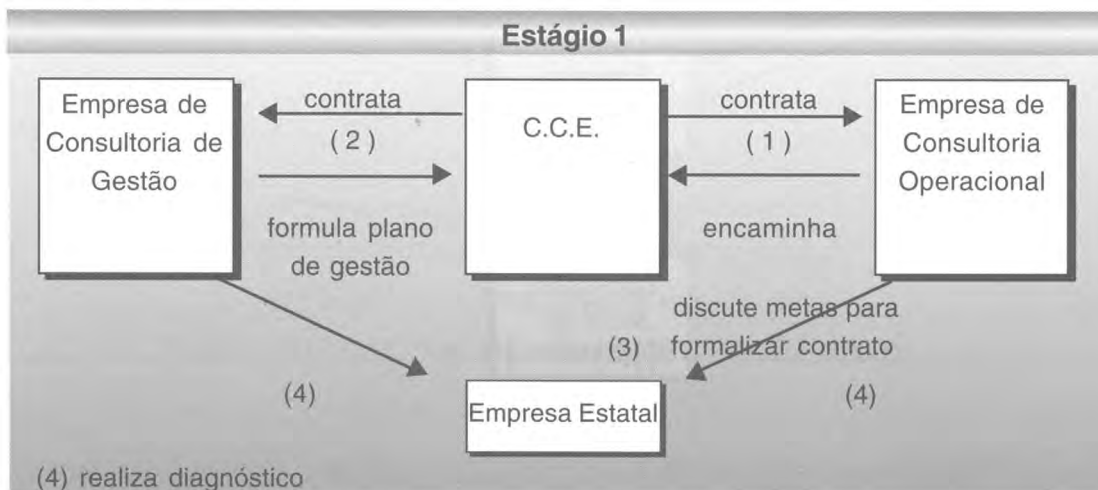 Estágio 1
Empresa de
Consultoria de
Gestão
contrata
( 2 )
formula plano
de gestão
C.C.E.
contrata
( 1 )
encaminha
Empresa de
Consultoria
Operacional
discute metas para
(3) formalizar contrato
(4)
(4)
Empresa Estatal
(4) realiza diagnóstico